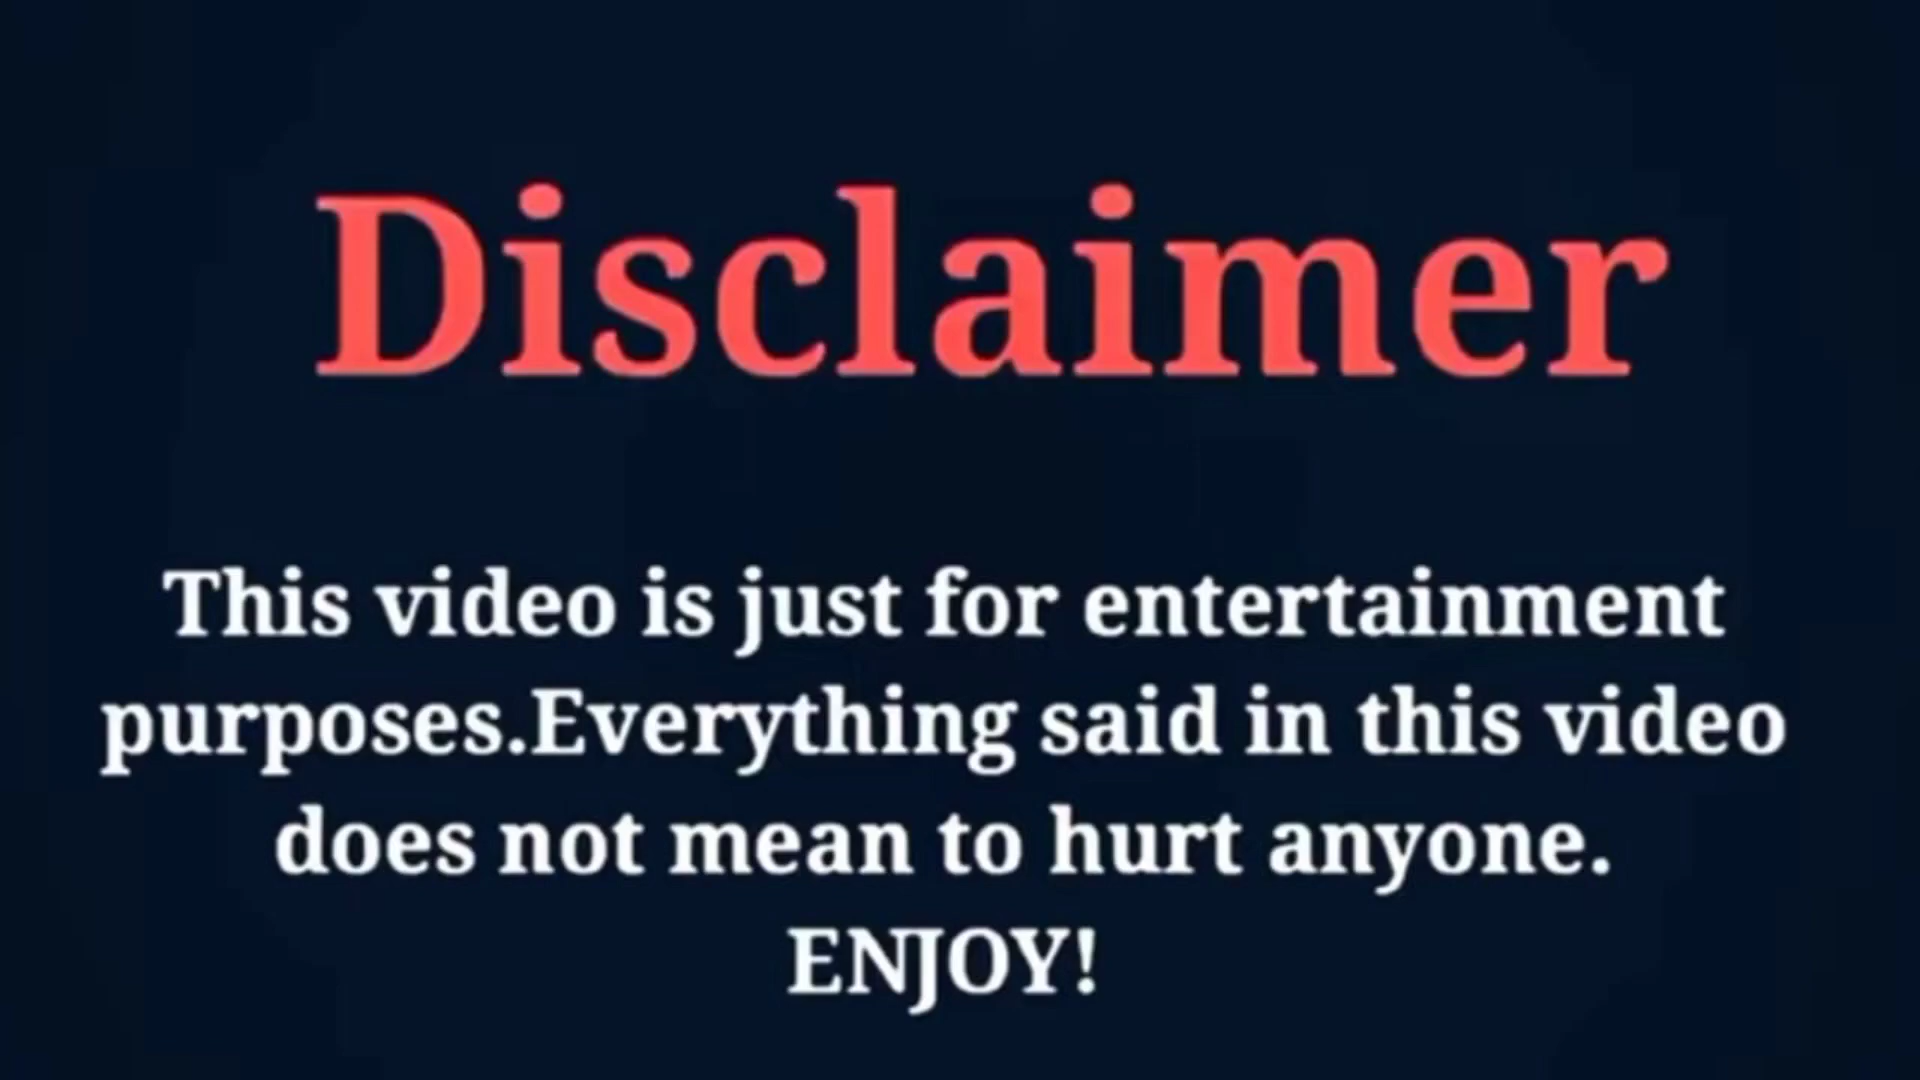 Disclaimer
This video is just for entertainment
purposes.Everything said in this video
does not mean to hurt anyone.
ENJOY!